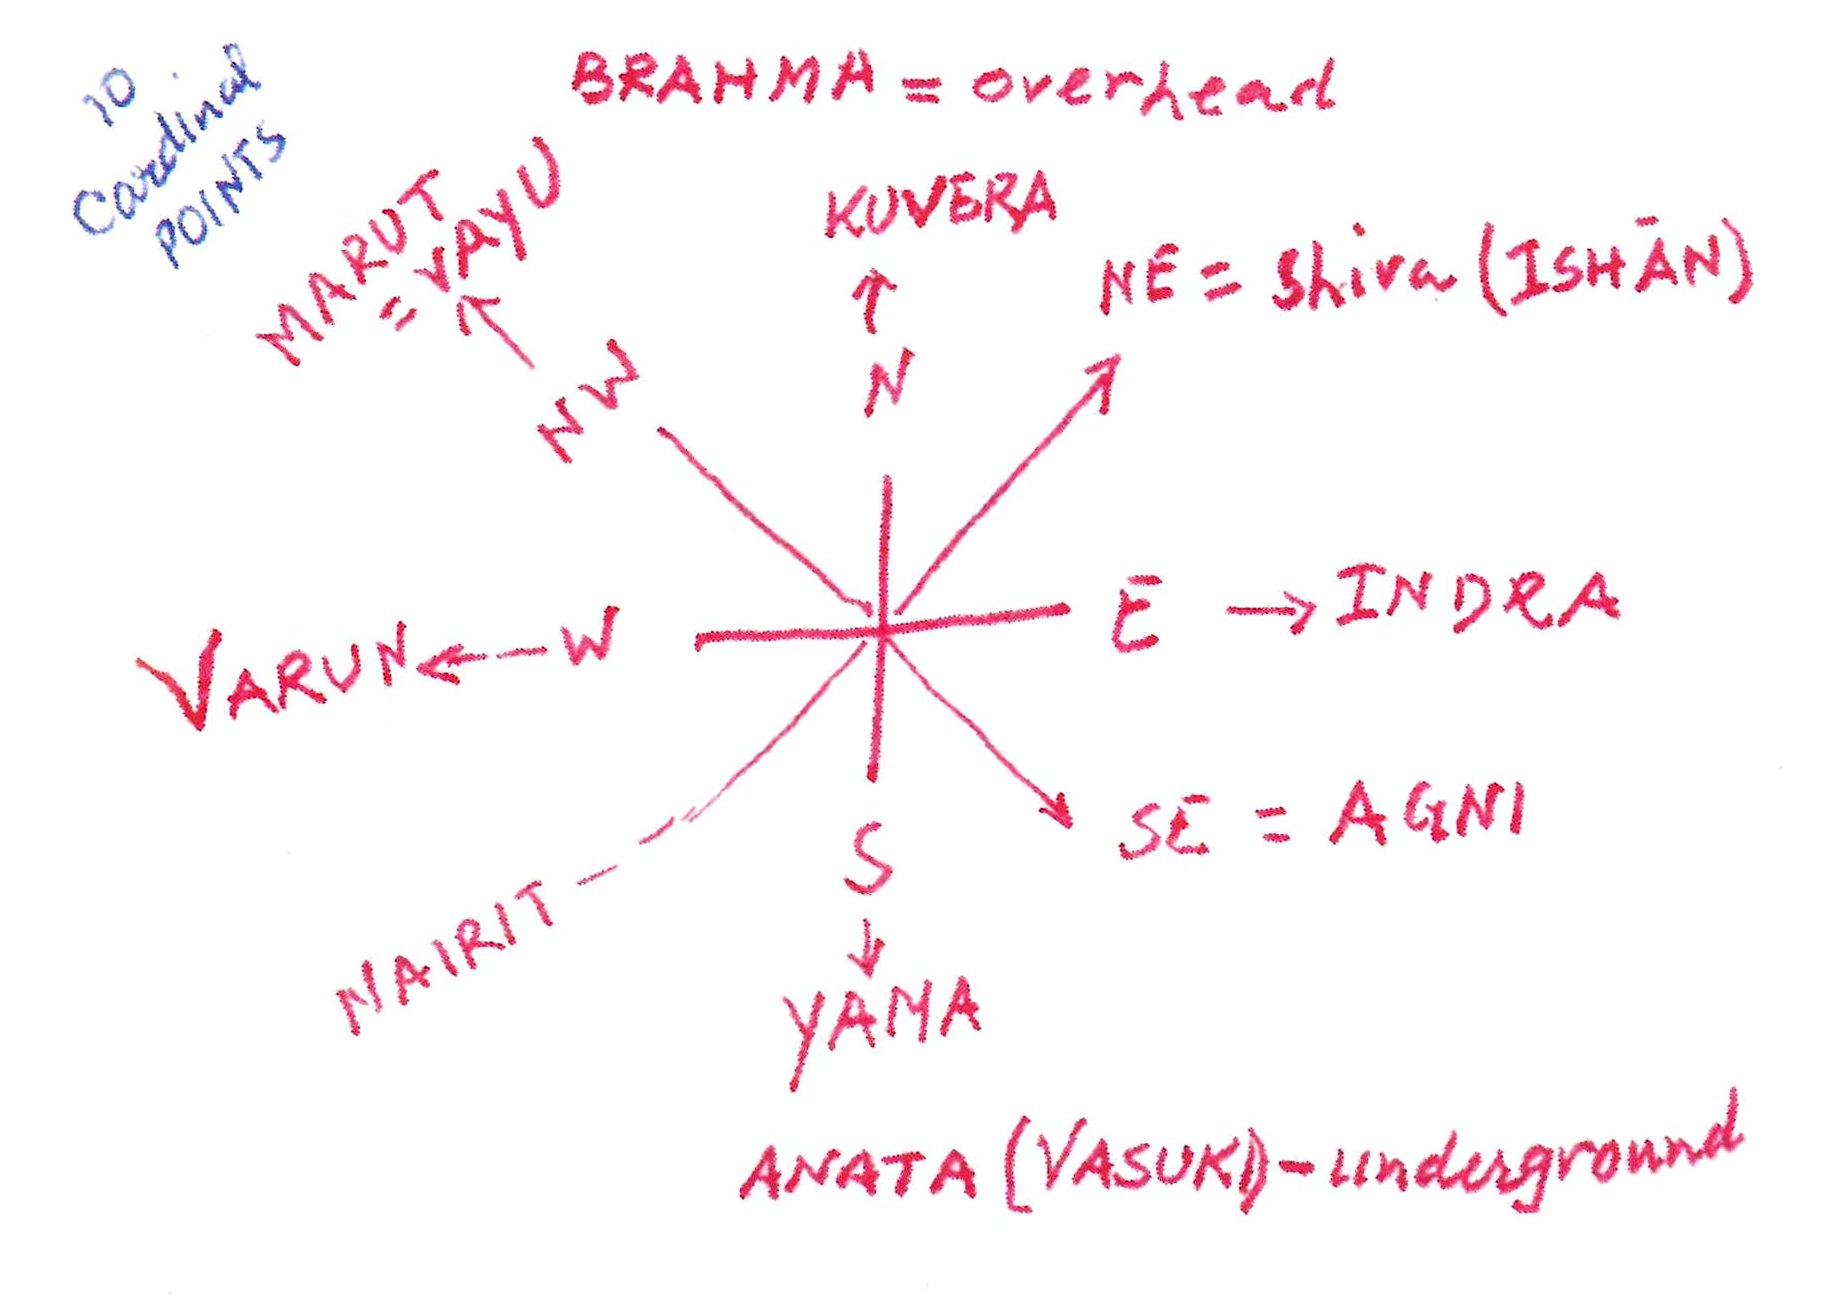 10
Cardinal
POINTS
BRAHMA = overhead
MARUT
= VAYU
KUVERA
NE = Shiva (ISHĀN)
NW
N
VARUN
W
E
INDRA
NAIRIT
S
SE = AGNI
YAMA
ANATA (VASUKI) - underground